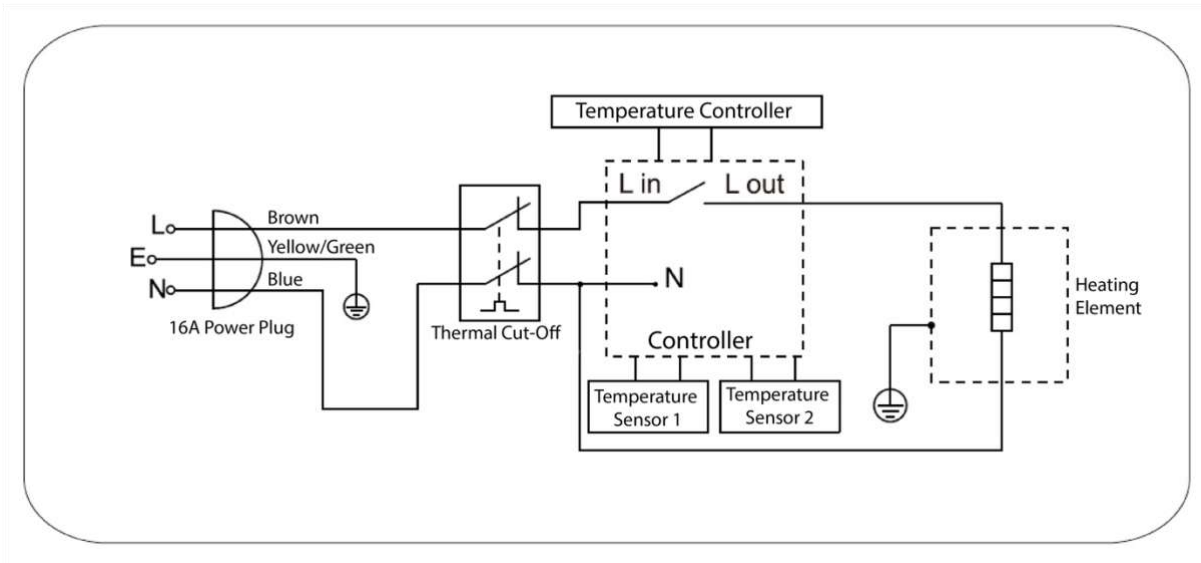 Temperature Controller
L in
L out
L
Brown
Yellow/Green
E
N
Blue
16A Power Plug
Thermal Cut-Off
N
Controller
Heating
Element
Temperature
Sensor 1
Temperature
Sensor 2